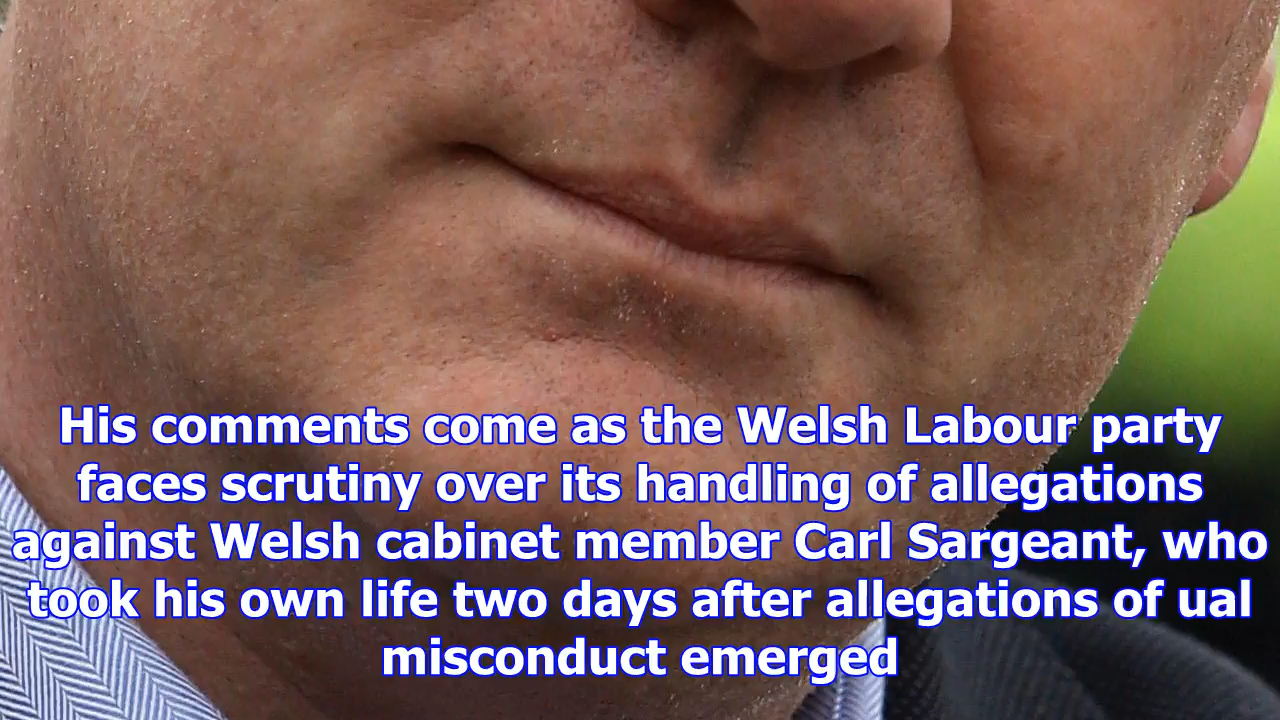 His comments come as the Welsh Labour party
faces scrutiny over its handling of allegations
against Welsh cabinet member Carl Sargeant, who
took his own life two days after allegations of ual
misconduct emerged